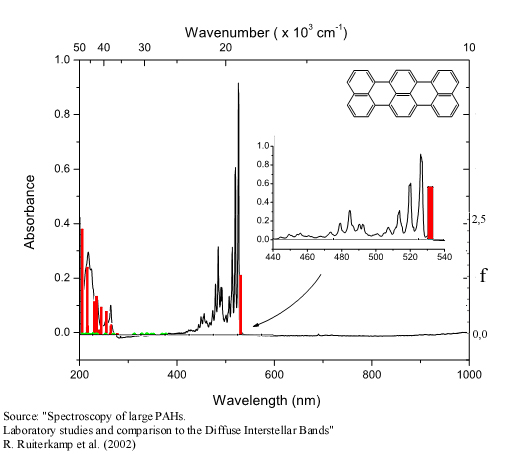 Wavenumber ( x 10³ cm⁻¹)
50 40 30 20 10
1.0
0.8
0.6
0.4
0.2
0.0
Absorbance
1.0
0.8
0.6
0.4
0.2
0.0
440 460 480 500 520 540
2,5
f
0,0
200 400 600 800 1000
Wavelength (nm)
Source: "Spectroscopy of large PAHs.
Laboratory studies and comparison to the Diffuse Interstellar Bands"
R. Ruiterkamp et al. (2002)